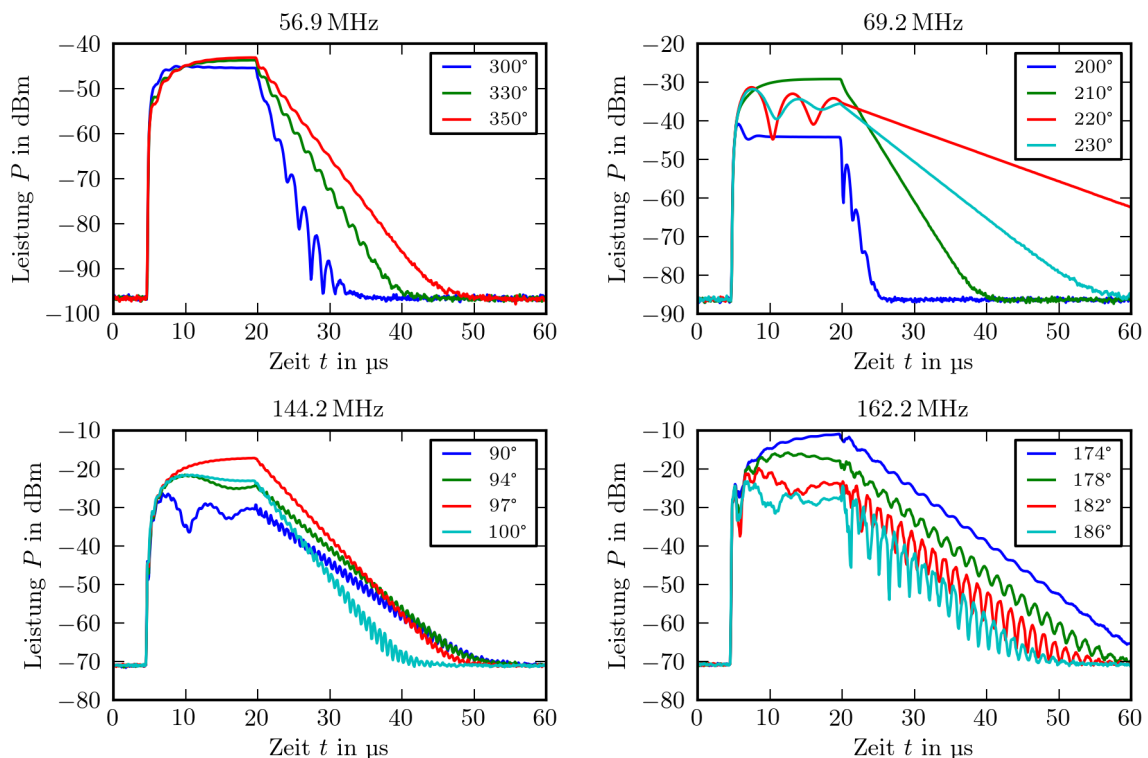 56.9 MHz
Leistung P in dBm
−40
−50
−60
−70
−80
−90
−100
0 10 20 30 40 50 60
Zeit t in µs
300°
330°
350°
69.2 MHz
Leistung P in dBm
−20
−30
−40
−50
−60
−70
−80
−90
0 10 20 30 40 50 60
Zeit t in µs
200°
210°
220°
230°
144.2 MHz
Leistung P in dBm
−10
−20
−30
−40
−50
−60
−70
−80
0 10 20 30 40 50 60
Zeit t in µs
90°
94°
97°
100°
162.2 MHz
Leistung P in dBm
−10
−20
−30
−40
−50
−60
−70
−80
0 10 20 30 40 50 60
Zeit t in µs
174°
178°
182°
186°